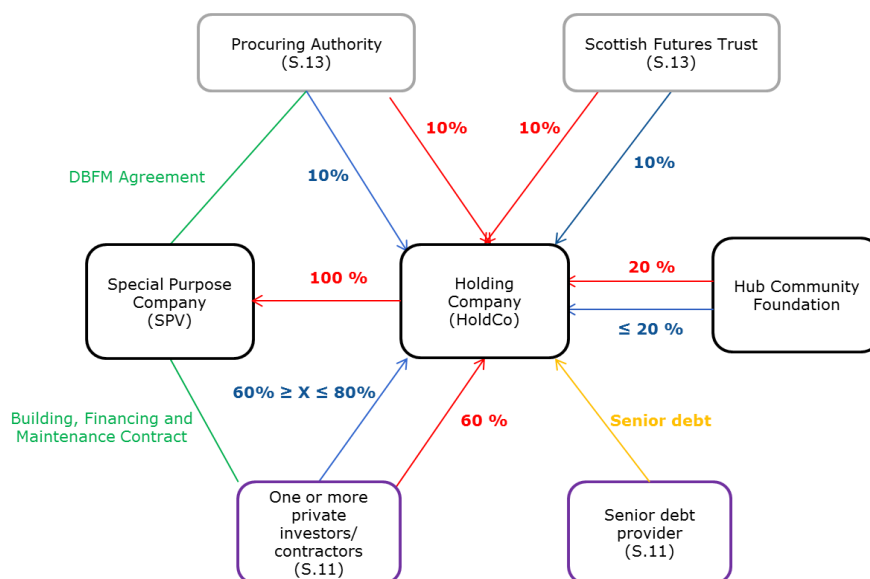 Procuring Authority
(S.13)
Scottish Futures Trust
(S.13)
10%
10%
10%
10%
DBFM Agreement
Special Purpose
Company
(SPV)
100 %
Holding
Company
(HoldCo)
20 %
≤ 20 %
Hub Community
Foundation
60% ≥ X ≤ 80%
60 %
Building, Financing and
Maintenance Contract
Senior debt
One or more
private
investors/
contractors
(S.11)
Senior debt
provider
(S.11)